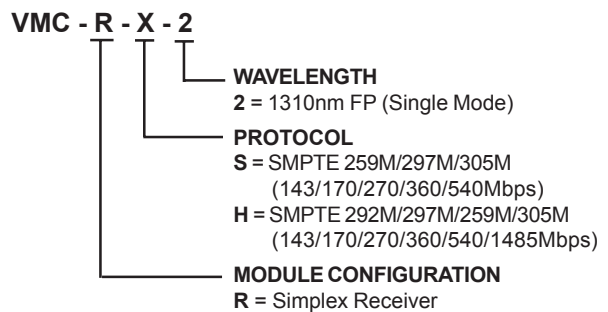 VMC - R - X - 2
WAVELENGTH
2 = 1310nm FP (Single Mode)
PROTOCOL
S = SMPTE 259M/297M/305M
(143/170/270/360/540Mbps)
H = SMPTE 292M/297M/259M/305M
(143/170/270/360/540/1485Mbps)
MODULE CONFIGURATION
R = Simplex Receiver